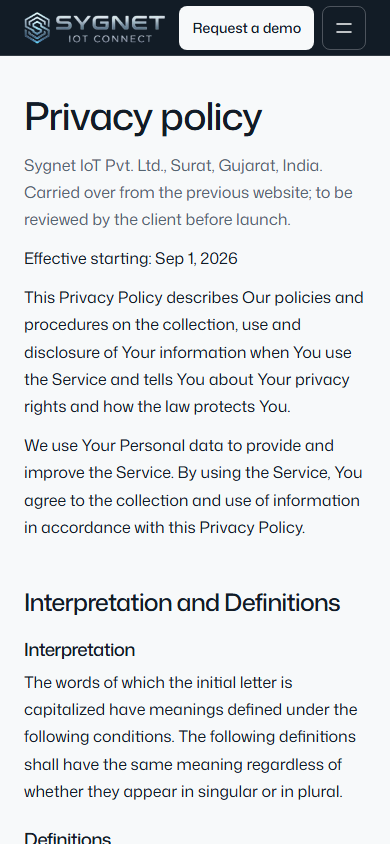 SYGNET
IOT CONNECT
Request a demo
Privacy policy
Sygnet IoT Pvt. Ltd., Surat, Gujarat, India.
Carried over from the previous website; to be
reviewed by the client before launch.
Effective starting: Sep 1, 2026
This Privacy Policy describes Our policies and
procedures on the collection, use and
disclosure of Your information when You use
the Service and tells You about Your privacy
rights and how the law protects You.
We use Your Personal data to provide and
improve the Service. By using the Service, You
agree to the collection and use of information
in accordance with this Privacy Policy.
Interpretation and Definitions
Interpretation
The words of which the initial letter is
capitalized have meanings defined under the
following conditions. The following definitions
shall have the same meaning regardless of
whether they appear in singular or in plural.
Definitions